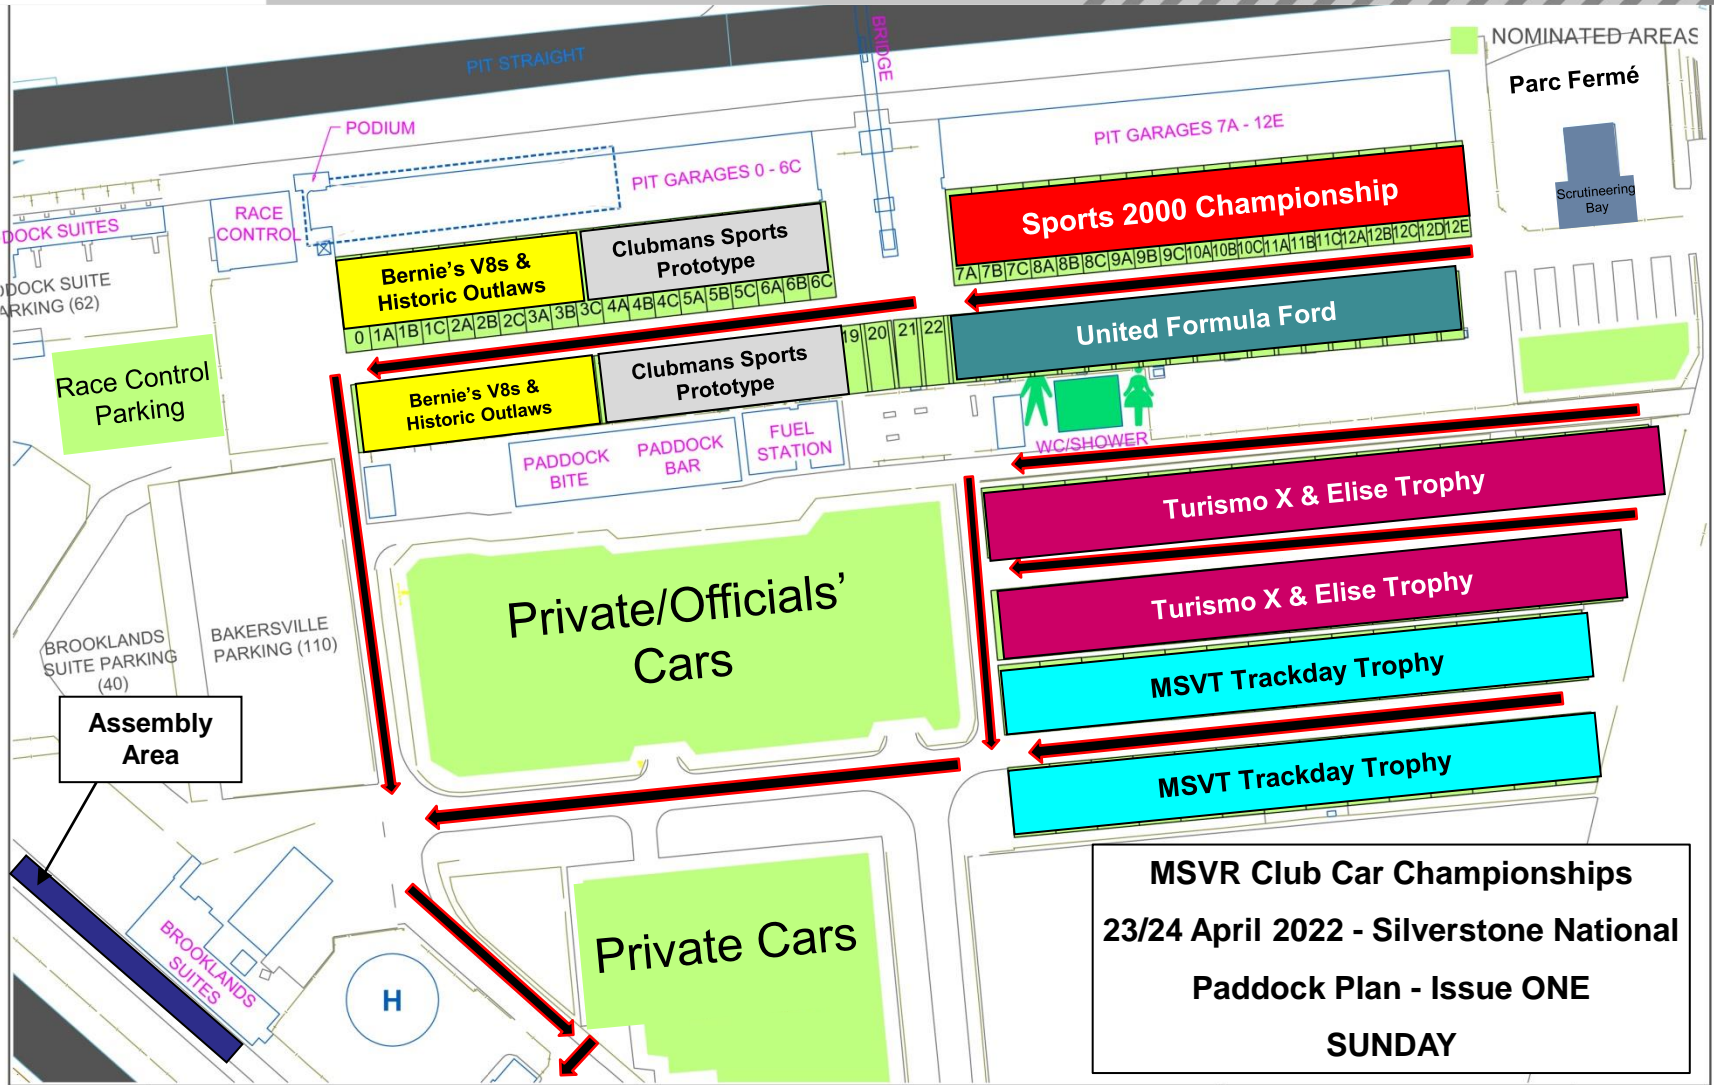 NOMINATED AREAS
BRIDGE
PIT STRAIGHT
Parc Fermé
PODIUM
PIT GARAGES 7A - 12E
PIT GARAGES 0 - 6C
Scrutineering
Bay
RACE
CONTROL
DOCK SUITES
Sports 2000 Championship
Clubmans Sports
Prototype
Bernie's V8s &
Historic Outlaws
7A 7B 7C 8A 8B 8C 9A 9B 9C 10A 10B 10C 11A 11B 11C 12A 12B 12C 12D 12E
DOCK SUITE
ARKING (62)
0 1A 1B 1C 2A 2B 2C 3A 3B 3C 4A 4B 4C 5A 5B 5C 6A 6B 6C
United Formula Ford
19 20 21 22
Clubmans Sports
Prototype
Bernie's V8s &
Historic Outlaws
Race Control
Parking
WC/SHOWER
FUEL
STATION
PADDOCK
BAR
PADDOCK
BITE
Turismo X & Elise Trophy
Turismo X & Elise Trophy
Private/Officials’
Cars
BAKERSVILLE
PARKING (110)
BROOKLANDS
SUITE PARKING
(40)
MSVT Trackday Trophy
MSVT Trackday Trophy
Assembly
Area
BROOKLANDS
SUITES
H
Private Cars
MSVR Club Car Championships
23/24 April 2022 - Silverstone National
Paddock Plan - Issue ONE
SUNDAY